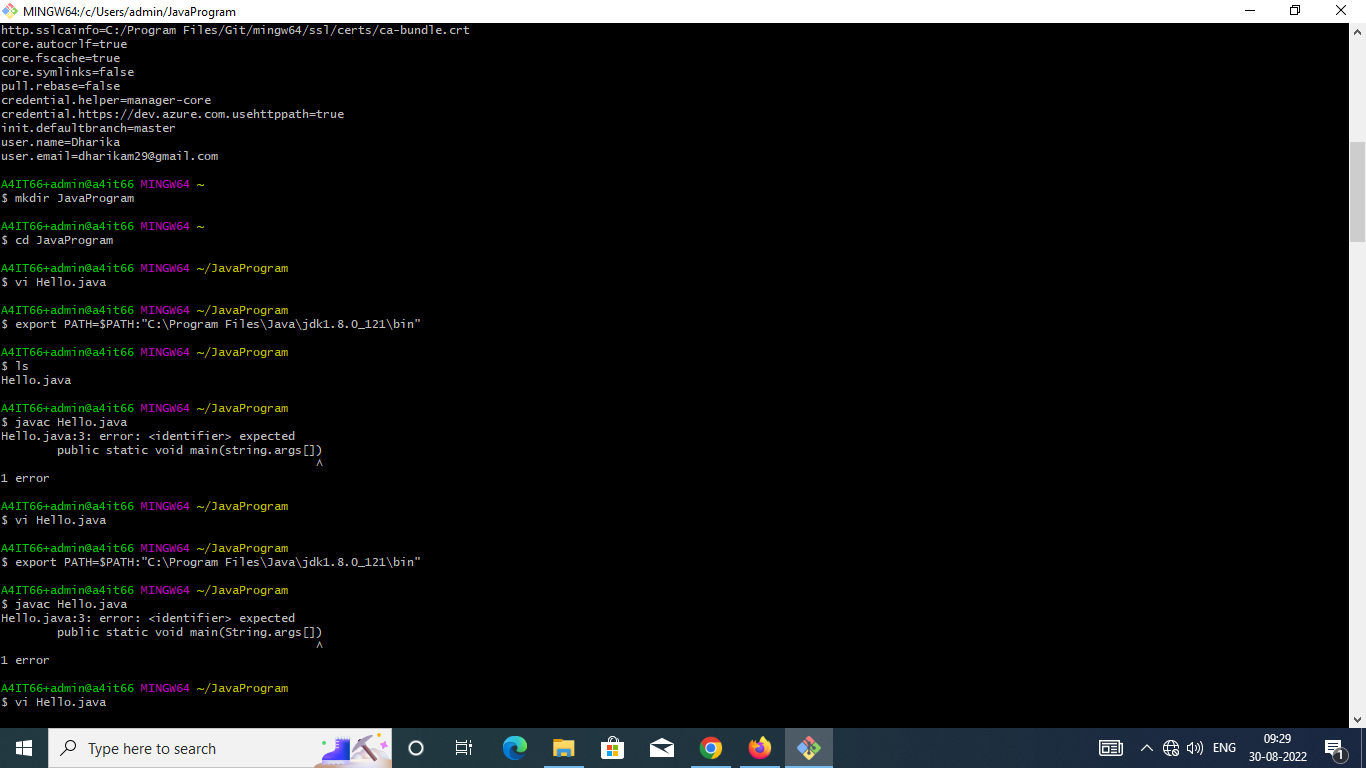 MINGW64:/c/Users/admin/JavaProgram
http.sslcainfo=C:/Program Files/Git/mingw64/ssl/certs/ca-bundle.crt
core.autocrlf=true
core.fscache=true
core.symlinks=false
pull.rebase=false
credential.helper=manager-core
credential.https://dev.azure.com.usehttppath=true
init.defaultbranch=master
user.name=Dharika
user.email=dharikam29@gmail.com
A4IT66+admin@a4it66 MINGW64 ~
$ mkdir JavaProgram
A4IT66+admin@a4it66 MINGW64 ~
$ cd JavaProgram
A4IT66+admin@a4it66 MINGW64 ~/JavaProgram
$ vi Hello.java
A4IT66+admin@a4it66 MINGW64 ~/JavaProgram
$ export PATH=$PATH:"C:\Program Files\Java\jdk1.8.0_121\bin"
A4IT66+admin@a4it66 MINGW64 ~/JavaProgram
$ ls
Hello.java
A4IT66+admin@a4it66 MINGW64 ~/JavaProgram
$ javac Hello.java
Hello.java:3: error: <identifier> expected
        public static void main(string.args[])
                                             ^
1 error
A4IT66+admin@a4it66 MINGW64 ~/JavaProgram
$ vi Hello.java
A4IT66+admin@a4it66 MINGW64 ~/JavaProgram
$ export PATH=$PATH:"C:\Program Files\Java\jdk1.8.0_121\bin"
A4IT66+admin@a4it66 MINGW64 ~/JavaProgram
$ javac Hello.java
Hello.java:3: error: <identifier> expected
        public static void main(String.args[])
                                             ^
1 error
A4IT66+admin@a4it66 MINGW64 ~/JavaProgram
$ vi Hello.java
Type here to search
ENG
09:29
30-08-2022
1